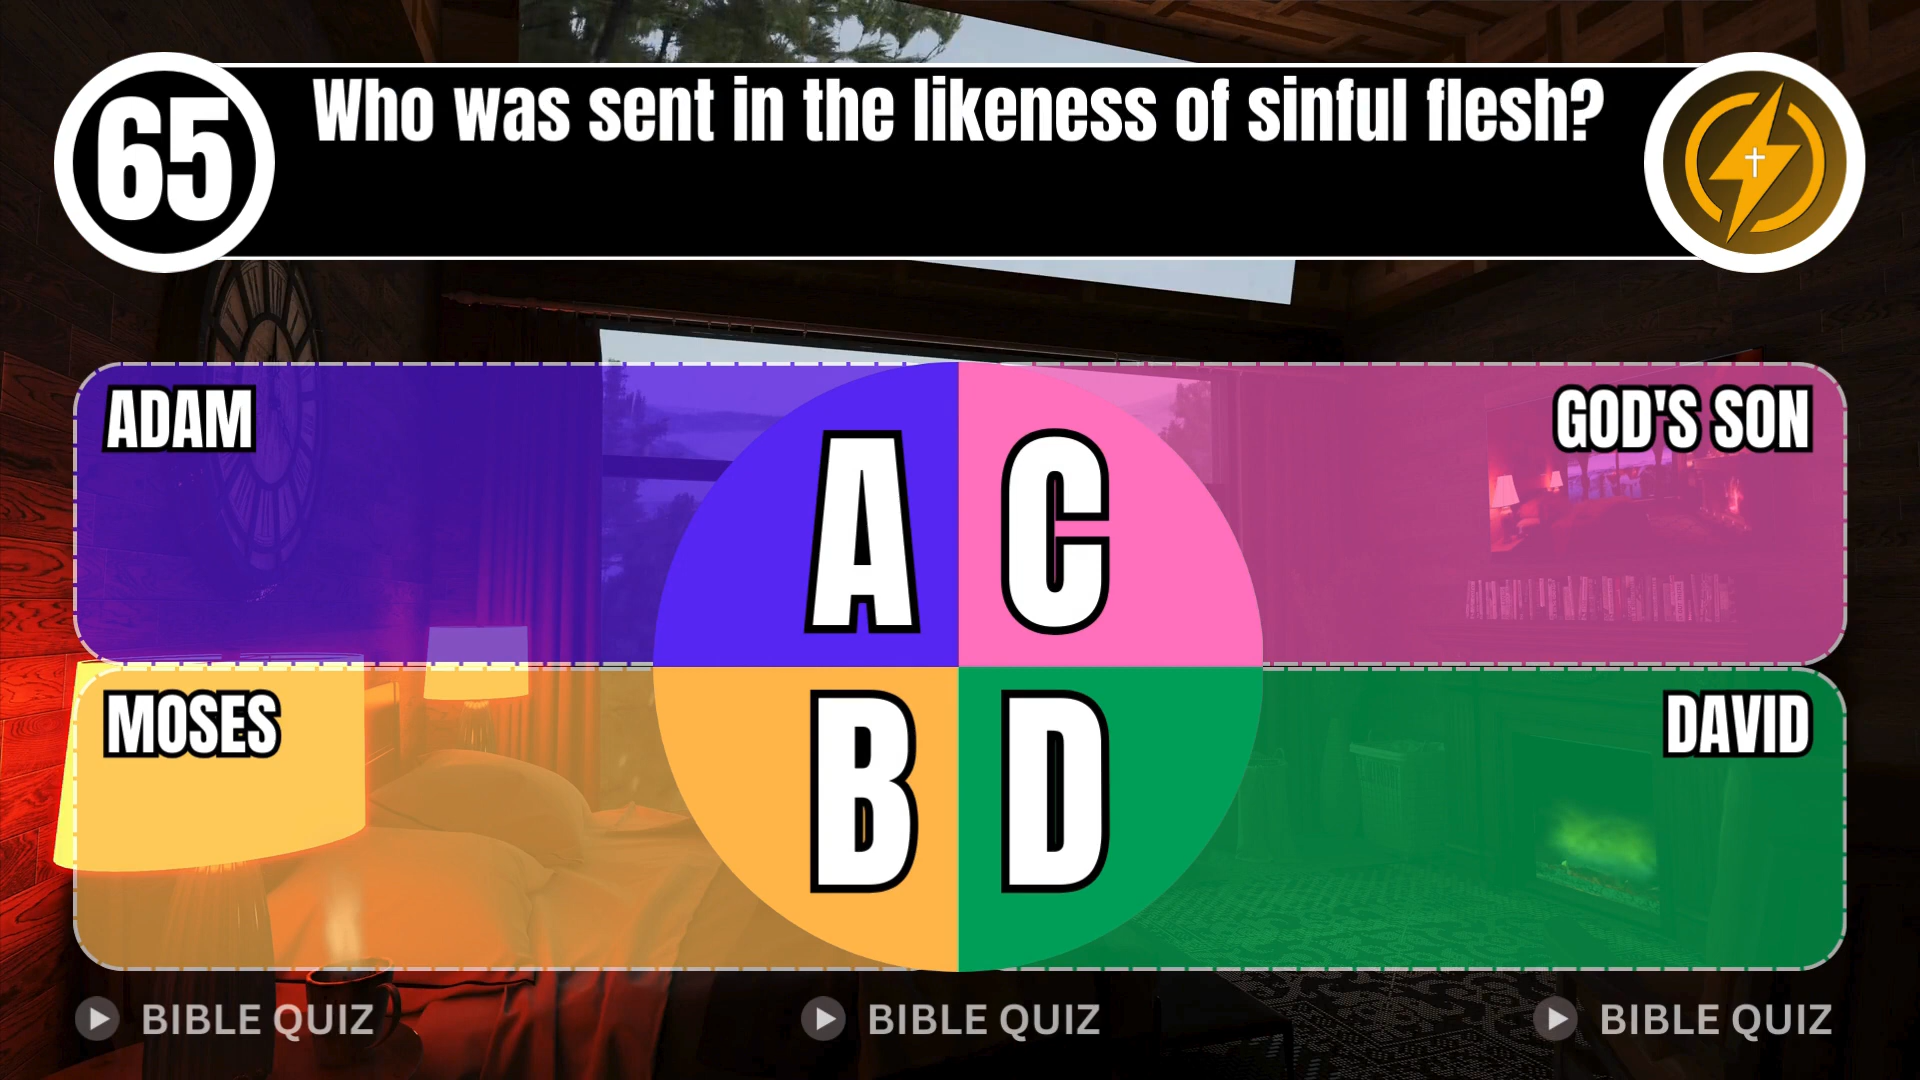 65
Who was sent in the likeness of sinful flesh?
ADAM
A
C
GOD'S SON
MOSES
B
D
DAVID
BIBLE QUIZ
BIBLE QUIZ
BIBLE QUIZ